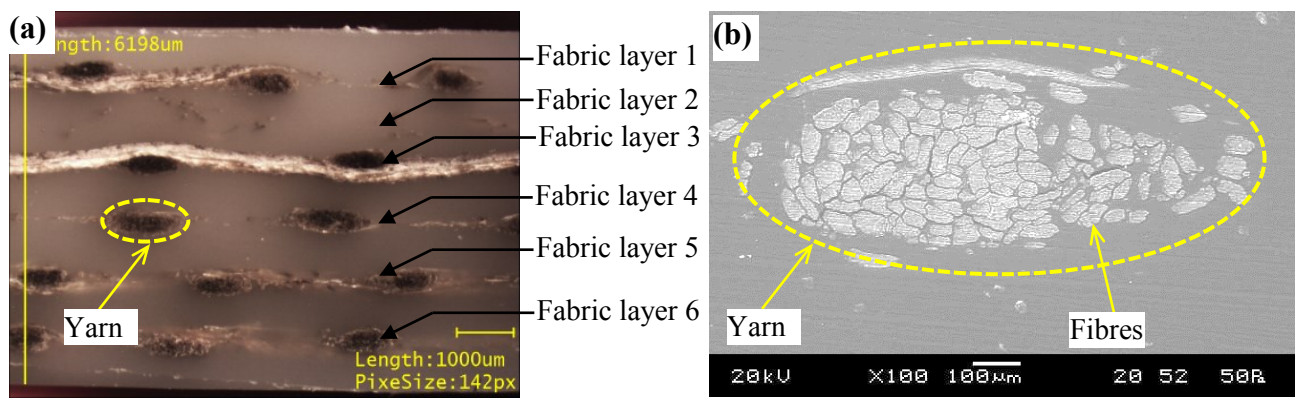 (a)
ngth:6198um
Fabric layer 1
Fabric layer 2
Fabric layer 3
Fabric layer 4
Fabric layer 5
Fabric layer 6
Yarn
Length:1000um
PixeSize:142px
(b)
Yarn
Fibres
20kV X100 100µm 20 52 50Pa